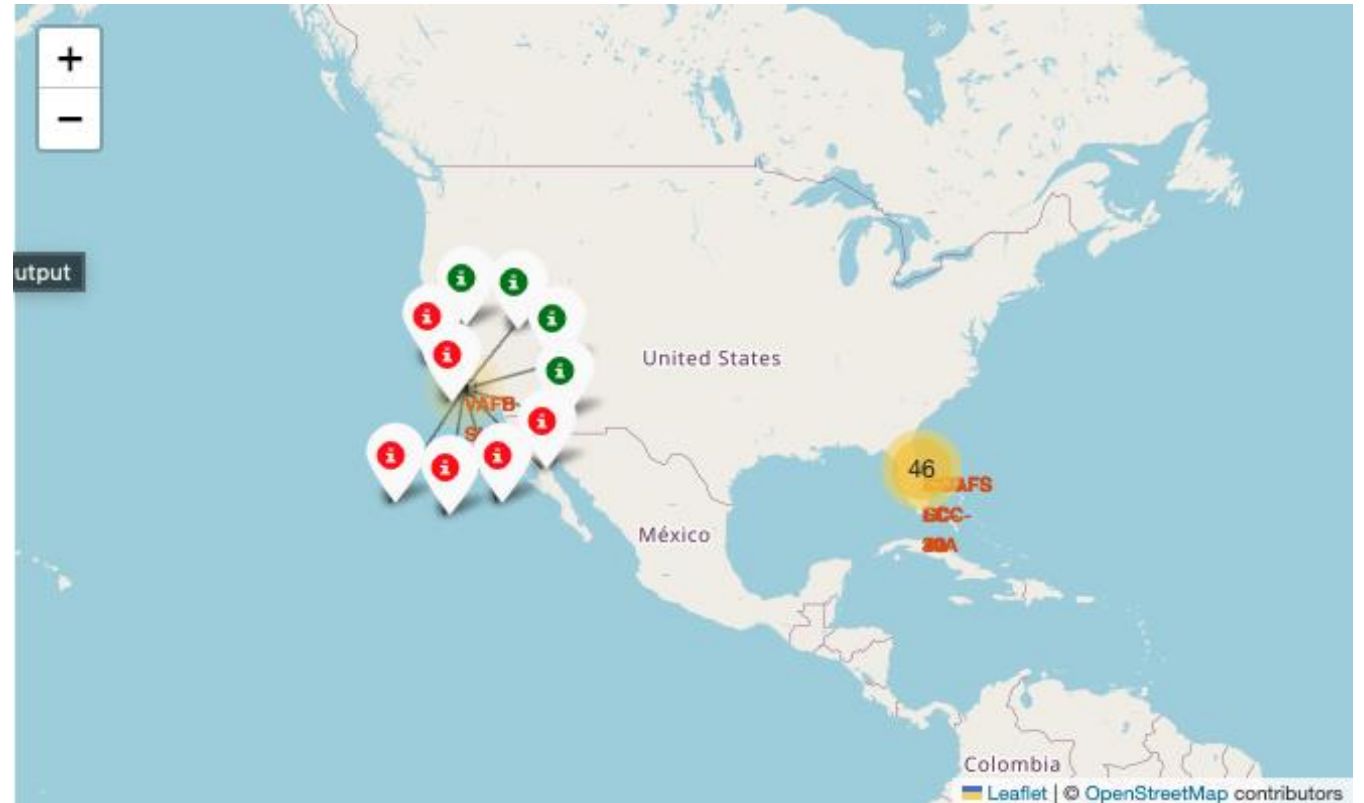 +
−
utput
United States
VAFB-
46
México
Colombia
Leaflet | © OpenStreetMap contributors